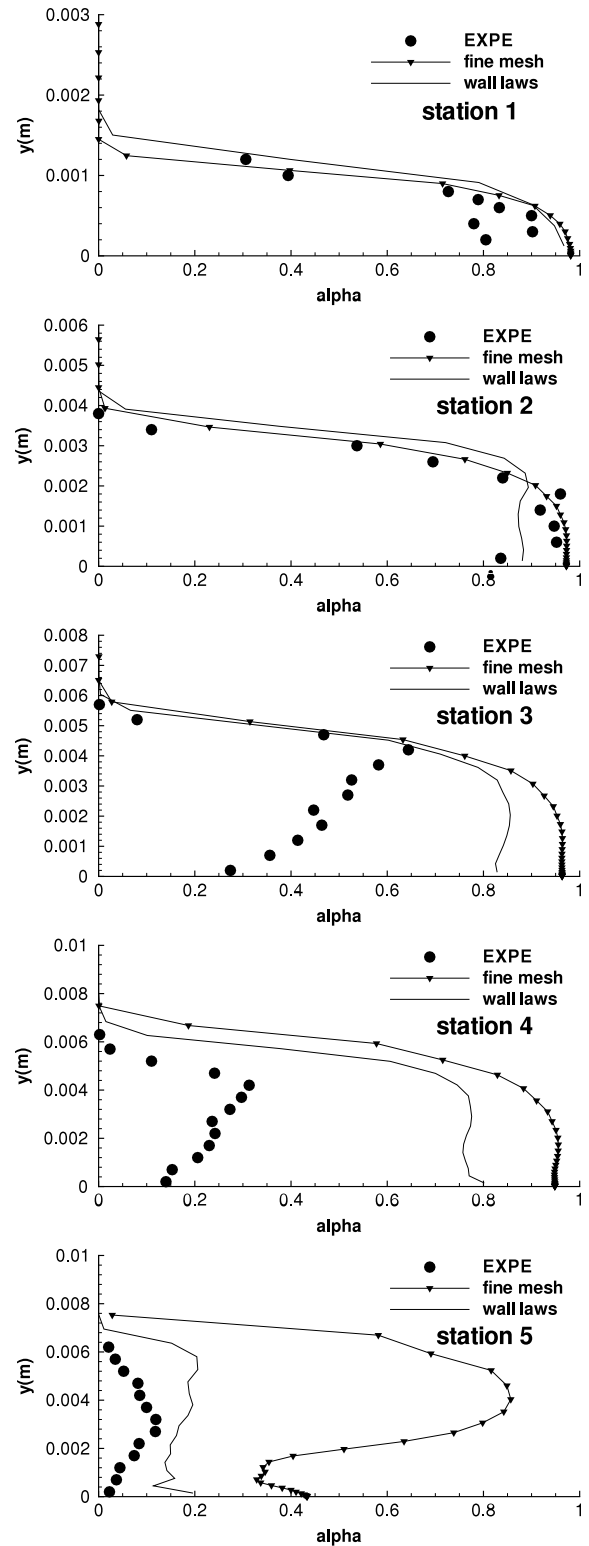 0.003
EXPE
fine mesh
wall laws
station 1
0.002
y(m)
0.001
0
0 0.2 0.4 0.6 0.8 1
alpha
0.006
EXPE
0.005
fine mesh
wall laws
0.004
station 2
y(m)
0.003
0.002
0.001
0
0 0.2 0.4 0.6 0.8 1
alpha
0.008
EXPE
0.007
fine mesh
wall laws
0.006
station 3
0.005
y(m)
0.004
0.003
0.002
0.001
0
0 0.2 0.4 0.6 0.8 1
alpha
0.01
EXPE
fine mesh
0.008
wall laws
station 4
0.006
y(m)
0.004
0.002
0
0 0.2 0.4 0.6 0.8 1
alpha
0.01
EXPE
fine mesh
0.008
wall laws
station 5
0.006
y(m)
0.004
0.002
0
0 0.2 0.4 0.6 0.8 1
alpha